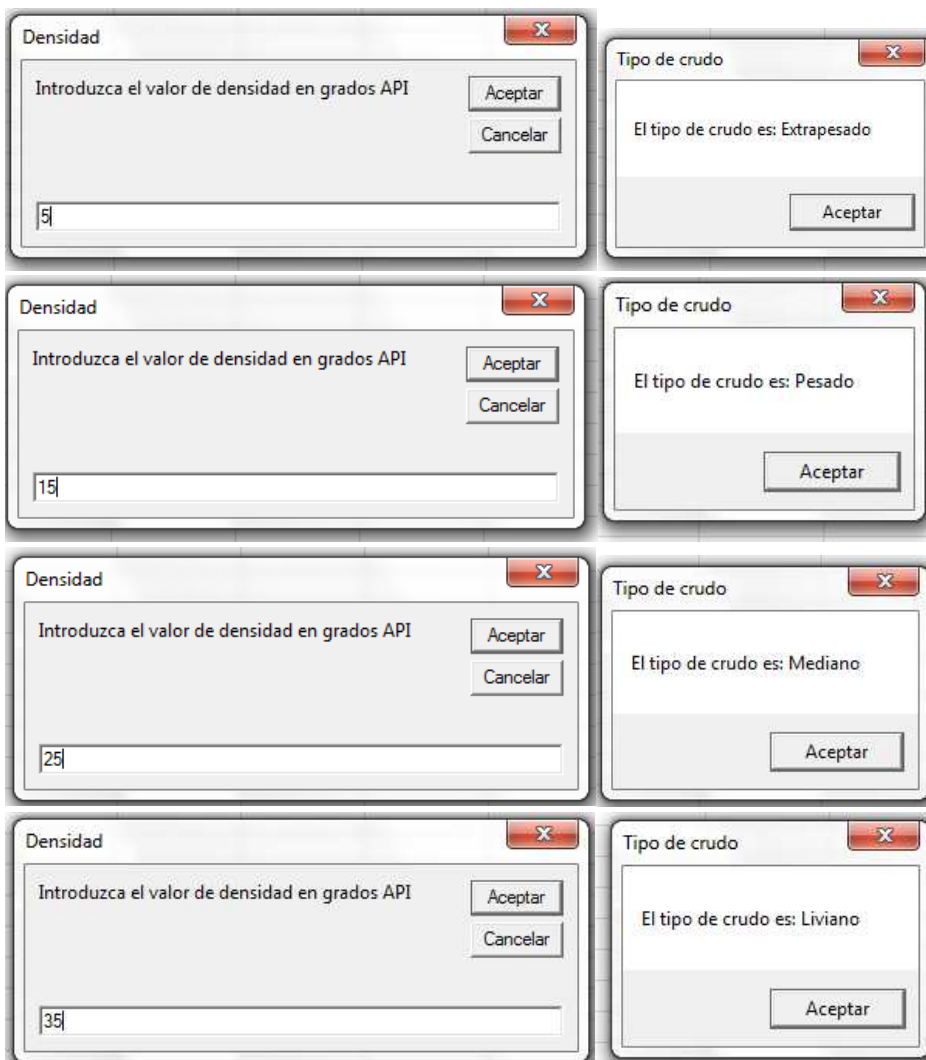 Densidad
Introduzca el valor de densidad en grados API
Aceptar
Cancelar
5
Tipo de crudo
El tipo de crudo es: Extrapesado
Aceptar
Densidad
Introduzca el valor de densidad en grados API
Aceptar
Cancelar
15
Tipo de crudo
El tipo de crudo es: Pesado
Aceptar
Densidad
Introduzca el valor de densidad en grados API
Aceptar
Cancelar
25
Tipo de crudo
El tipo de crudo es: Mediano
Aceptar
Densidad
Introduzca el valor de densidad en grados API
Aceptar
Cancelar
35
Tipo de crudo
El tipo de crudo es: Liviano
Aceptar